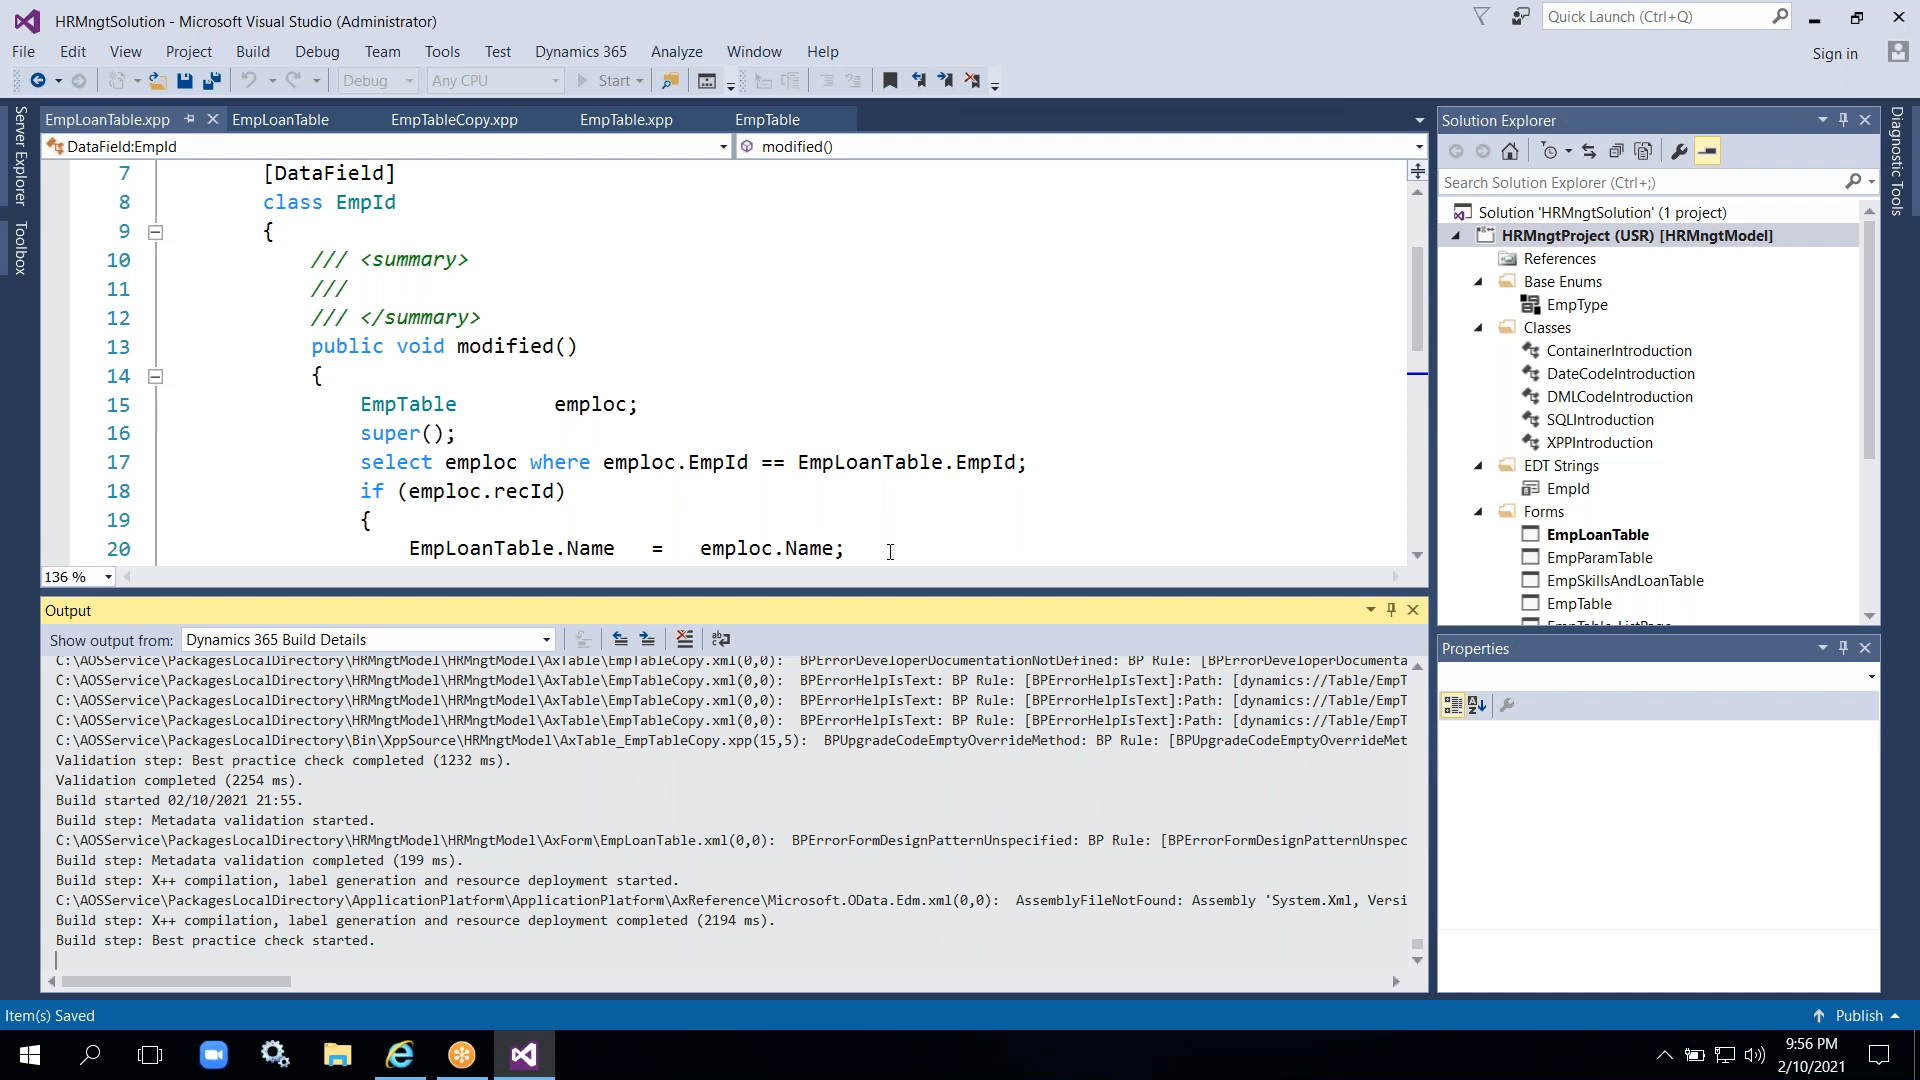 HRMngtSolution - Microsoft Visual Studio (Administrator)
Quick Launch (Ctrl+Q)
File Edit View Project Build Debug Team Tools Test Dynamics 365 Analyze Window Help
Sign in
Debug Any CPU Start
Server Explorer
Toolbox
Diagnostic Tools
EmpLoanTable.xpp EmpLoanTable EmpTableCopy.xpp EmpTable.xpp EmpTable
DataField:EmpId modified()
7 [DataField]
8 class EmpId
9 {
10 /// <summary>
11 ///
12 /// </summary>
13 public void modified()
14 {
15 EmpTable emploc;
16 super();
17 select emploc where emploc.EmpId == EmpLoanTable.EmpId;
18 if (emploc.recId)
19 {
20 EmpLoanTable.Name = emploc.Name;
136 %
Output
Show output from: Dynamics 365 Build Details
C:\AOSService\PackagesLocalDirectory\HRMngtModel\HRMngtModel\AxTable\EmpTableCopy.xml(0,0): BPErrorDeveloperDocumentationNotDefined: BP Rule: [BPErrorDeveloperDocumenta
C:\AOSService\PackagesLocalDirectory\HRMngtModel\HRMngtModel\AxTable\EmpTableCopy.xml(0,0): BPErrorHelpIsText: BP Rule: [BPErrorHelpIsText]:Path: [dynamics://Table/EmpT
C:\AOSService\PackagesLocalDirectory\HRMngtModel\HRMngtModel\AxTable\EmpTableCopy.xml(0,0): BPErrorHelpIsText: BP Rule: [BPErrorHelpIsText]:Path: [dynamics://Table/EmpT
C:\AOSService\PackagesLocalDirectory\HRMngtModel\HRMngtModel\AxTable\EmpTableCopy.xml(0,0): BPErrorHelpIsText: BP Rule: [BPErrorHelpIsText]:Path: [dynamics://Table/EmpT
C:\AOSService\PackagesLocalDirectory\Bin\XppSource\HRMngtModel\AxTable_EmpTableCopy.xpp(15,5): BPUpgradeCodeEmptyOverrideMethod: BP Rule: [BPUpgradeCodeEmptyOverrideMet
Validation step: Best practice check completed (1232 ms).
Validation completed (2254 ms).
Build started 02/10/2021 21:55.
Build step: Metadata validation started.
C:\AOSService\PackagesLocalDirectory\HRMngtModel\HRMngtModel\AxForm\EmpLoanTable.xml(0,0): BPErrorFormDesignPatternUnspecified: BP Rule: [BPErrorFormDesignPatternUnspec
Build step: Metadata validation completed (199 ms).
Build step: X++ compilation, label generation and resource deployment started.
C:\AOSService\PackagesLocalDirectory\ApplicationPlatform\ApplicationPlatform\AxReference\Microsoft.OData.Edm.xml(0,0): AssemblyFileNotFound: Assembly 'System.Xml, Versi
Build step: X++ compilation, label generation and resource deployment completed (2194 ms).
Build step: Best practice check started.
Solution Explorer
Search Solution Explorer (Ctrl+;)
Solution 'HRMngtSolution' (1 project)
HRMngtProject (USR) [HRMngtModel]
References
Base Enums
EmpType
Classes
ContainerIntroduction
DateCodeIntroduction
DMLCodeIntroduction
SQLIntroduction
XPPIntroduction
EDT Strings
EmpId
Forms
EmpLoanTable
EmpParamTable
EmpSkillsAndLoanTable
EmpTable
Properties
Item(s) Saved
Publish
9:56 PM
2/10/2021